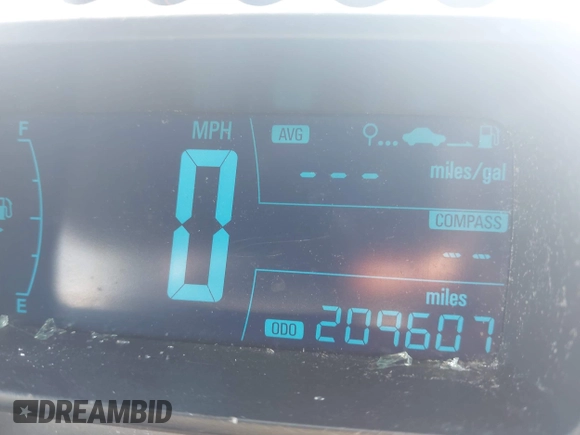 F
MPH
AVG
- - -
miles/gal
COMPASS
--
0
E
miles
ODO 209607
DREAMBID